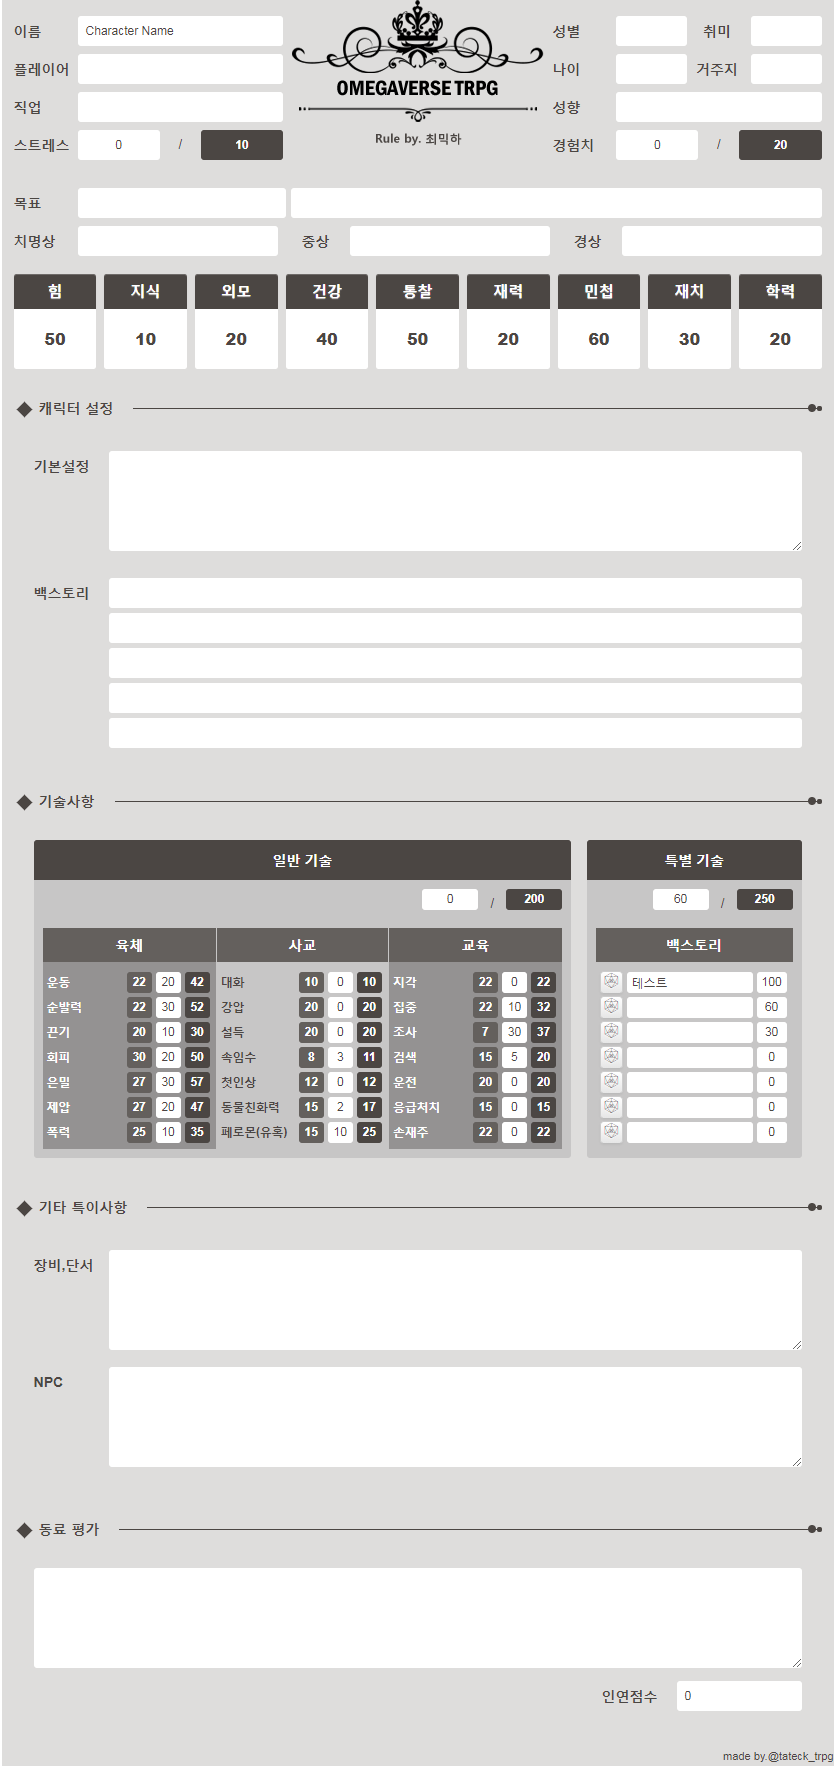 이름 Character Name 성별 취미
플레이어 나이 거주지
OMEGAVERSE TRPG
직업 성향
Rule by. 최믹하
스트레스 0 / 10 경험치 0 / 20
목표
치명상 중상 경상
힘 지식 외모 건강 통찰 재력 민첩 재치 학력
50 10 20 40 50 20 60 30 20
캐릭터 설정
기본설정
백스토리
기술사항
일반 기술 특별 기술
0 / 200 60 / 250
육체 사교 교육 백스토리
운동 22 20 42 대화 10 0 10 지각 22 0 22 테스트 100
순발력 22 30 52 강압 20 0 20 집중 22 10 32 60
끈기 20 10 30 설득 20 0 20 조사 7 30 37 30
회피 30 20 50 속임수 8 3 11 검색 15 5 20 0
은밀 27 30 57 첫인상 12 0 12 운전 20 0 20 0
제압 27 20 47 동물친화력 15 2 17 응급처치 15 0 15 0
폭력 25 10 35 페로몬(유혹) 15 10 25 손재주 22 0 22 0
기타 특이사항
장비,단서
NPC
동료 평가
인연점수 0
made by.@tateck_trpg